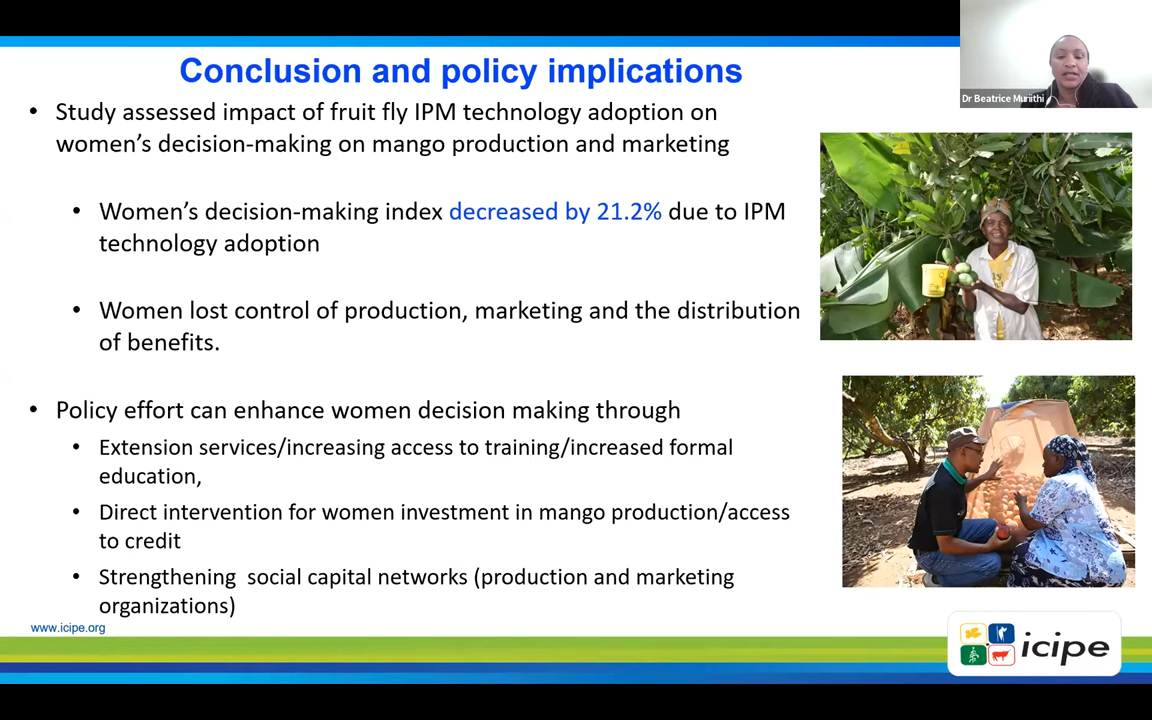 Conclusion and policy implications
Dr Beatrice Muriithi
• Study assessed impact of fruit fly IPM technology adoption on
women’s decision-making on mango production and marketing
• Women’s decision-making index decreased by 21.2% due to IPM
technology adoption
• Women lost control of production, marketing and the distribution
of benefits.
• Policy effort can enhance women decision making through
• Extension services/increasing access to training/increased formal
education,
• Direct intervention for women investment in mango production/access
to credit
• Strengthening social capital networks (production and marketing
organizations)
www.icipe.org
icipe